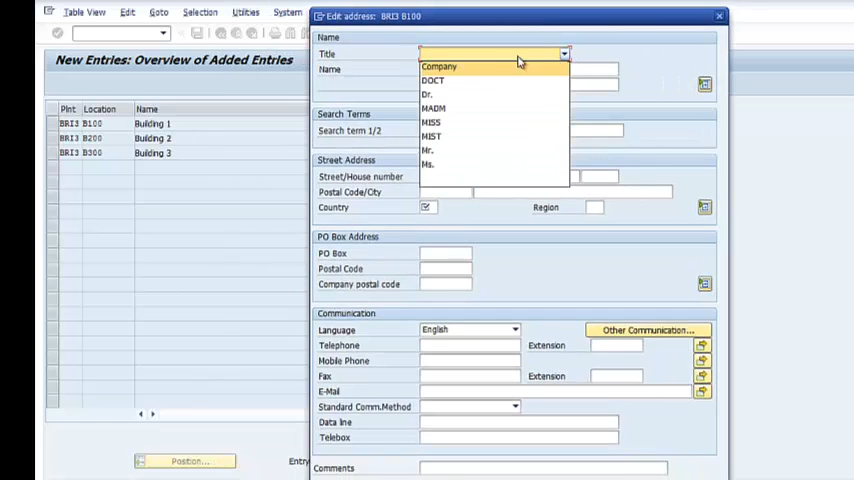 Table View Edit Goto Selection Utilities System
New Entries: Overview of Added Entries
Plnt Location Name
BRI3 B100 Building 1
BRI3 B200 Building 2
BRI3 B300 Building 3
Position...
Entry
Edit address: BRI3 B100
Name
Title
Company
DOCT
Dr.
MADM
MISS
MIST
Mr.
Ms.
Name
Search Terms
Search term 1/2
Street Address
Street/House number
Postal Code/City
Country Region
PO Box Address
PO Box
Postal Code
Company postal code
Communication
Language English Other Communication...
Telephone Extension
Mobile Phone
Fax Extension
E-Mail
Standard Comm.Method
Data line
Telebox
Comments